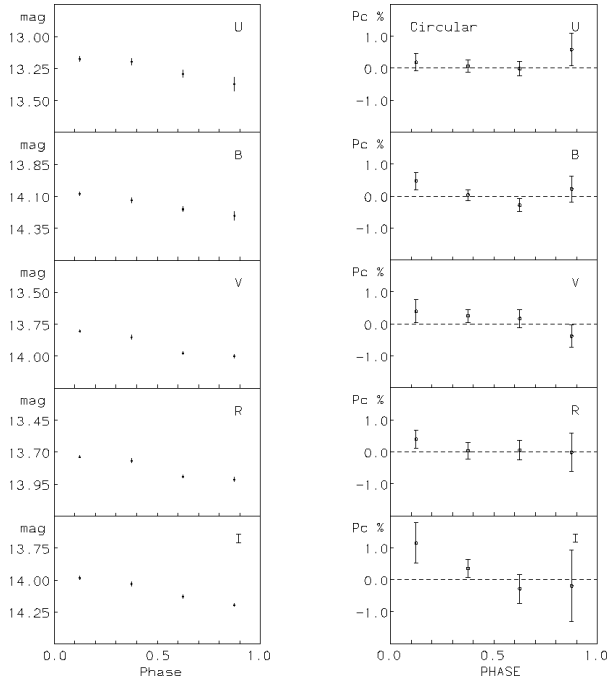 mag
U
13.00
13.25
13.50
B
mag
13.85
14.10
14.35
V
mag
13.50
13.75
14.00
R
mag
13.45
13.70
13.95
I
mag
13.75
14.00
14.25
0.0 0.5 1.0
Phase
Pc %
Circular U
1.0
0.0
-1.0
Pc %
B
1.0
0.0
-1.0
Pc %
V
1.0
0.0
-1.0
Pc %
R
1.0
0.0
-1.0
Pc %
I
1.0
0.0
-1.0
0.0 0.5 1.0
PHASE